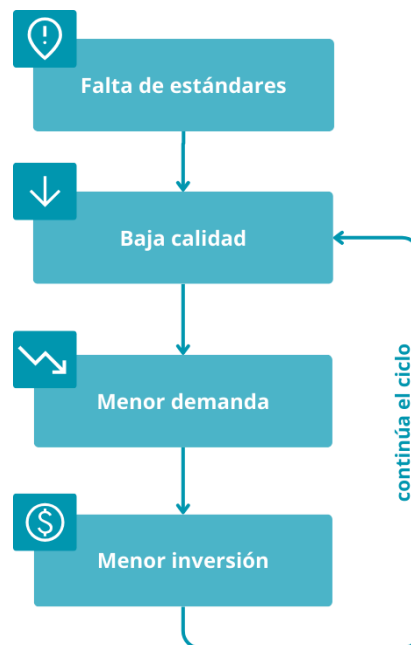 Falta de estándares
Baja calidad
Menor demanda
Menor inversión
continúa el ciclo